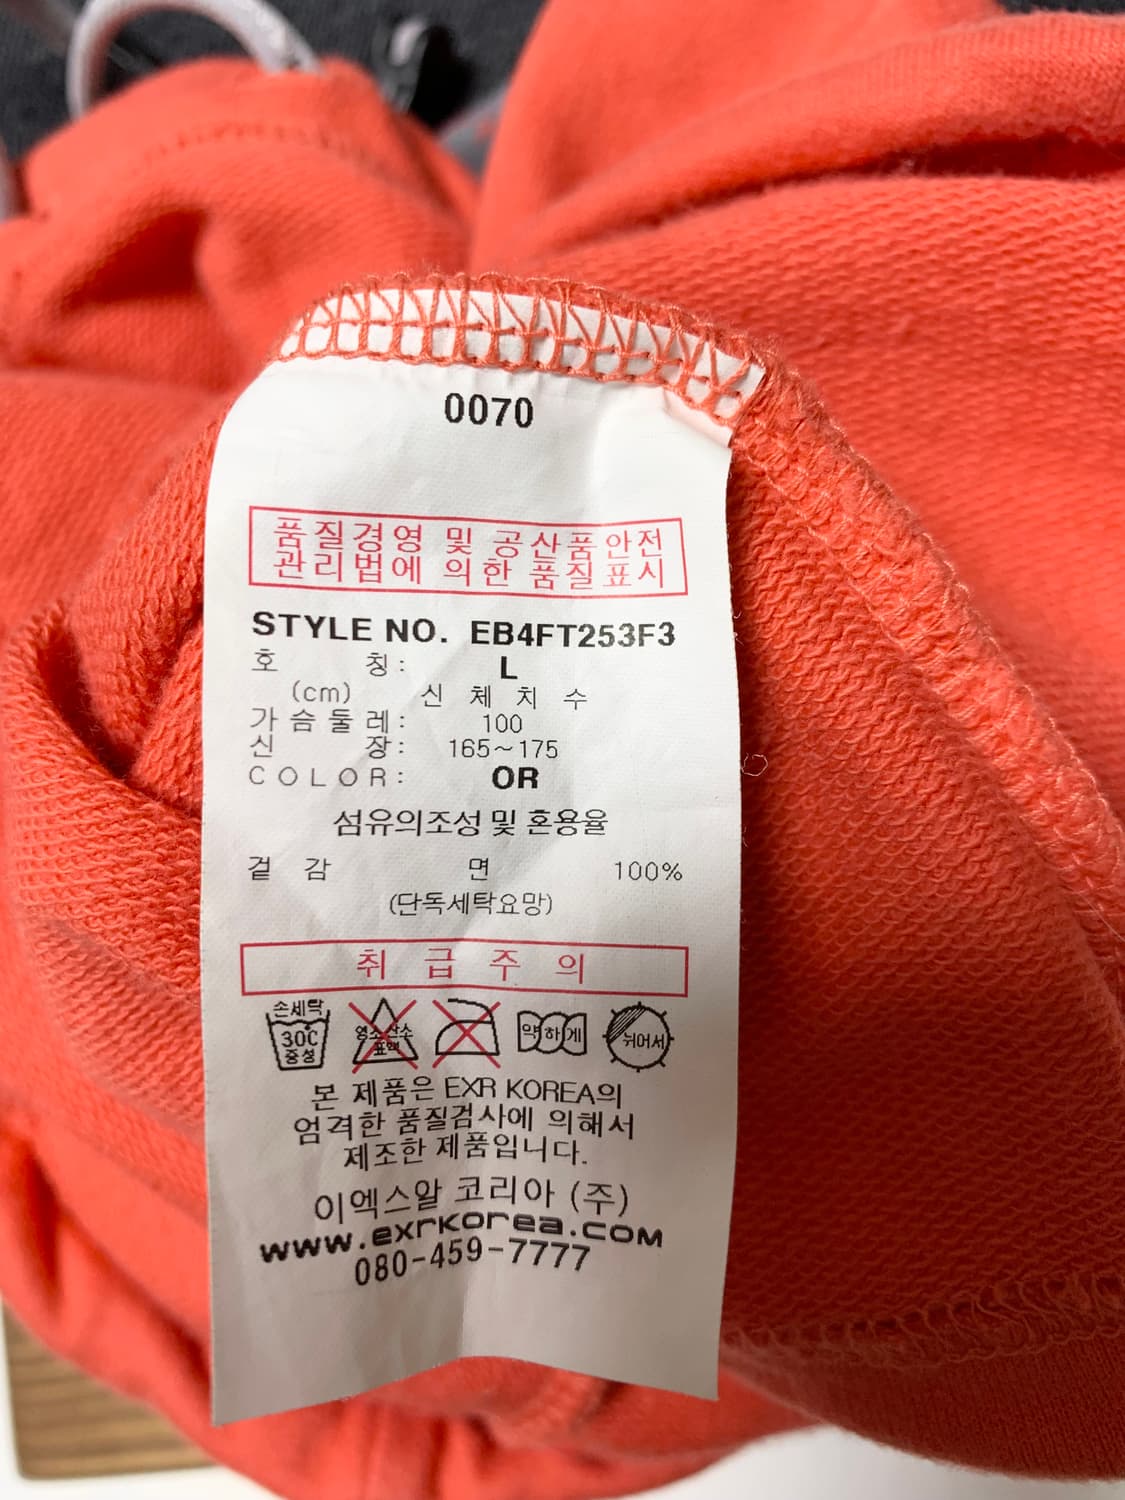 0070
품질경영 및 공산품안전
관리법에 의한 품질표시
STYLE NO. EB4FT253F3
호 칭: L
(cm) 신 체 치 수
가 슴 둘 레: 100
신 장: 165~175
COLOR: OR
섬유의조성 및 혼용율
겉 감 면 100%
(단독세탁요망)
취 급 주 의
손세탁
30C
중성
염소산소
표백
약하게
뉘어서
본 제품은 EXR KOREA의
엄격한 품질검사에 의해서
제조한 제품입니다.
이엑스알 코리아 (주)
www.exrkorea.com
080-459-7777